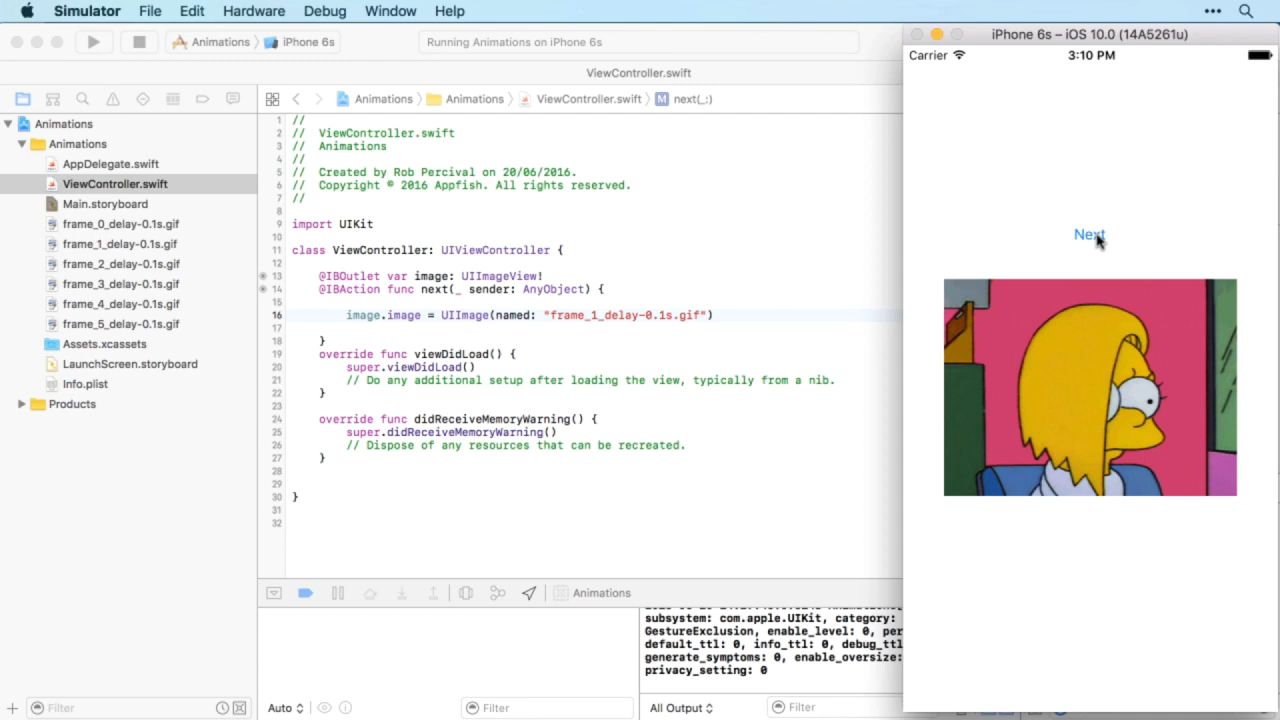 Simulator File Edit Hardware Debug Window Help
Animations iPhone 6s Running Animations on iPhone 6s
ViewController.swift
Animations Animations ViewController.swift M next(_:)
Animations
Animations
AppDelegate.swift
ViewController.swift
Main.storyboard
frame_0_delay-0.1s.gif
frame_1_delay-0.1s.gif
frame_2_delay-0.1s.gif
frame_3_delay-0.1s.gif
frame_4_delay-0.1s.gif
frame_5_delay-0.1s.gif
Assets.xcassets
LaunchScreen.storyboard
Info.plist
Products
Filter
1 //
2 // ViewController.swift
3 // Animations
4 //
5 // Created by Rob Percival on 20/06/2016.
6 // Copyright © 2016 Appfish. All rights reserved.
7 //
8
9 import UIKit
10
11 class ViewController: UIViewController {
12
13 @IBOutlet var image: UIImageView!
14 @IBAction func next(_ sender: AnyObject) {
15
16 image.image = UIImage(named: "frame_1_delay-0.1s.gif")
17
18 }
19 override func viewDidLoad() {
20 super.viewDidLoad()
21 // Do any additional setup after loading the view, typically from a nib.
22 }
23
24 override func didReceiveMemoryWarning() {
25 super.didReceiveMemoryWarning()
26 // Dispose of any resources that can be recreated.
27 }
28
29
30 }
31
32
Animations
subsystem: com.apple.UIKit, category:
GestureExclusion, enable_level: 0, per
default_ttl: 0, info_ttl: 0, debug_ttl
generate_symptoms: 0, enable_oversize:
privacy_setting: 0
Auto Filter
All Output Filter
iPhone 6s – iOS 10.0 (14A5261u)
Carrier 3:10 PM
Next